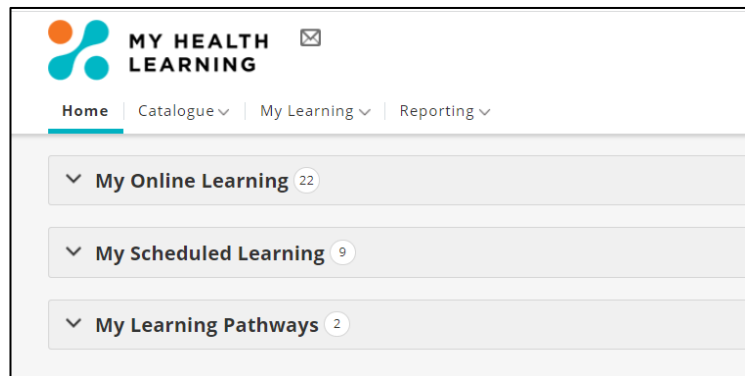 MY HEALTH
LEARNING
Home Catalogue My Learning Reporting
My Online Learning 22
My Scheduled Learning 9
My Learning Pathways 2